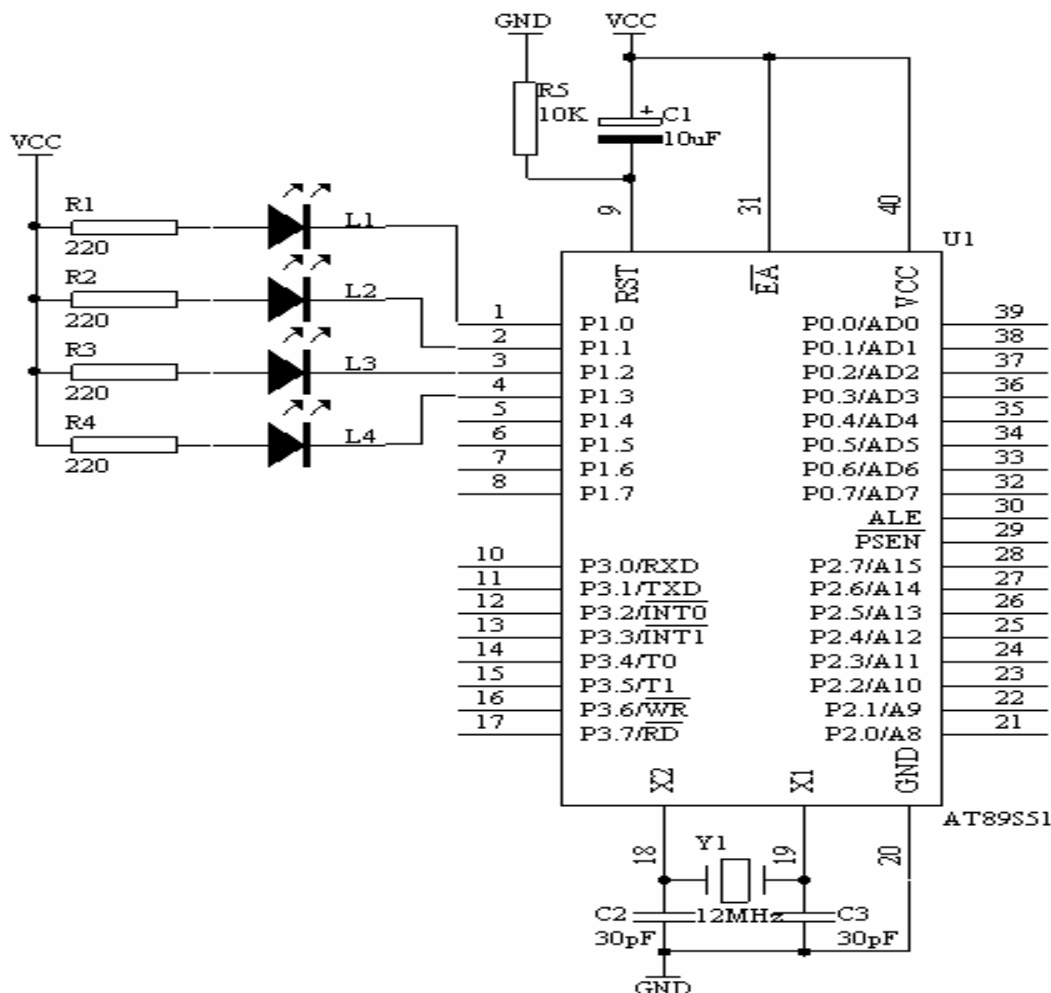 GND
VCC
R5
10K
C1
+
10uF
VCC
R1
220
L1
R2
220
L2
R3
220
L3
R4
220
L4
9
31
40
U1
RST
EA
VCC
1
P1.0
2
P1.1
3
P1.2
4
P1.3
5
P1.4
6
P1.5
7
P1.6
8
P1.7
10
P3.0/RXD
11
P3.1/TXD
12
P3.2/INT0
13
P3.3/INT1
14
P3.4/T0
15
P3.5/T1
16
P3.6/WR
17
P3.7/RD
P0.0/AD0
39
P0.1/AD1
38
P0.2/AD2
37
P0.3/AD3
36
P0.4/AD4
35
P0.5/AD5
34
P0.6/AD6
33
P0.7/AD7
32
ALE
30
PSEN
29
P2.7/A15
28
P2.6/A14
27
P2.5/A13
26
P2.4/A12
25
P2.3/A11
24
P2.2/A10
23
P2.1/A9
22
P2.0/A8
21
X2
X1
GND
AT89S51
18
Y1
19
20
C2
30pF
12MHz
C3
30pF
GND